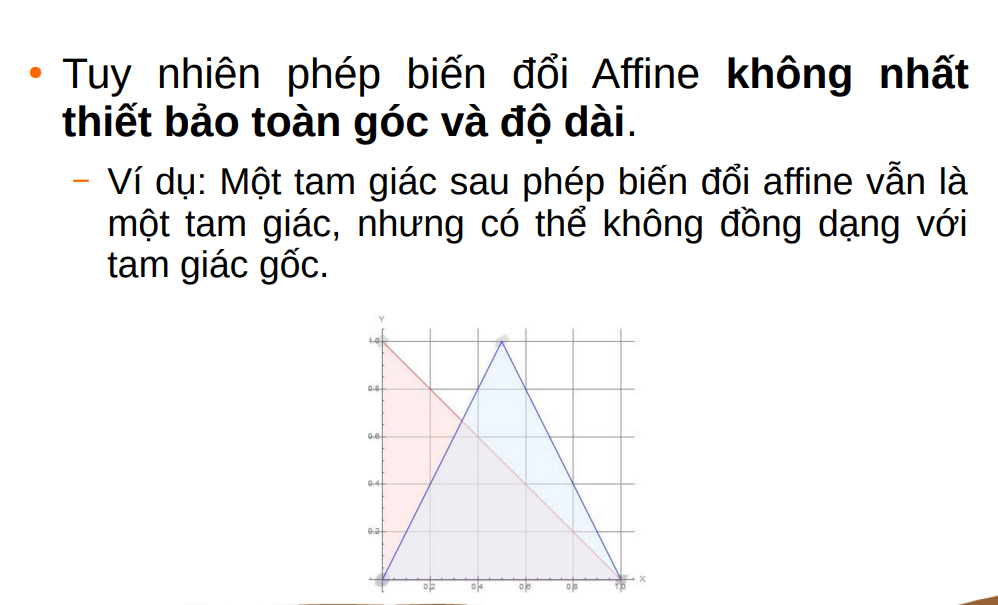 • Tuy nhiên phép biến đổi Affine không nhất
thiết bảo toàn góc và độ dài.
– Ví dụ: Một tam giác sau phép biến đổi affine vẫn là
một tam giác, nhưng có thể không đồng dạng với
tam giác gốc.
Y
1.0
0.8
0.6
0.4
0.2
0.2 0.4 0.6 0.8 1.0 X